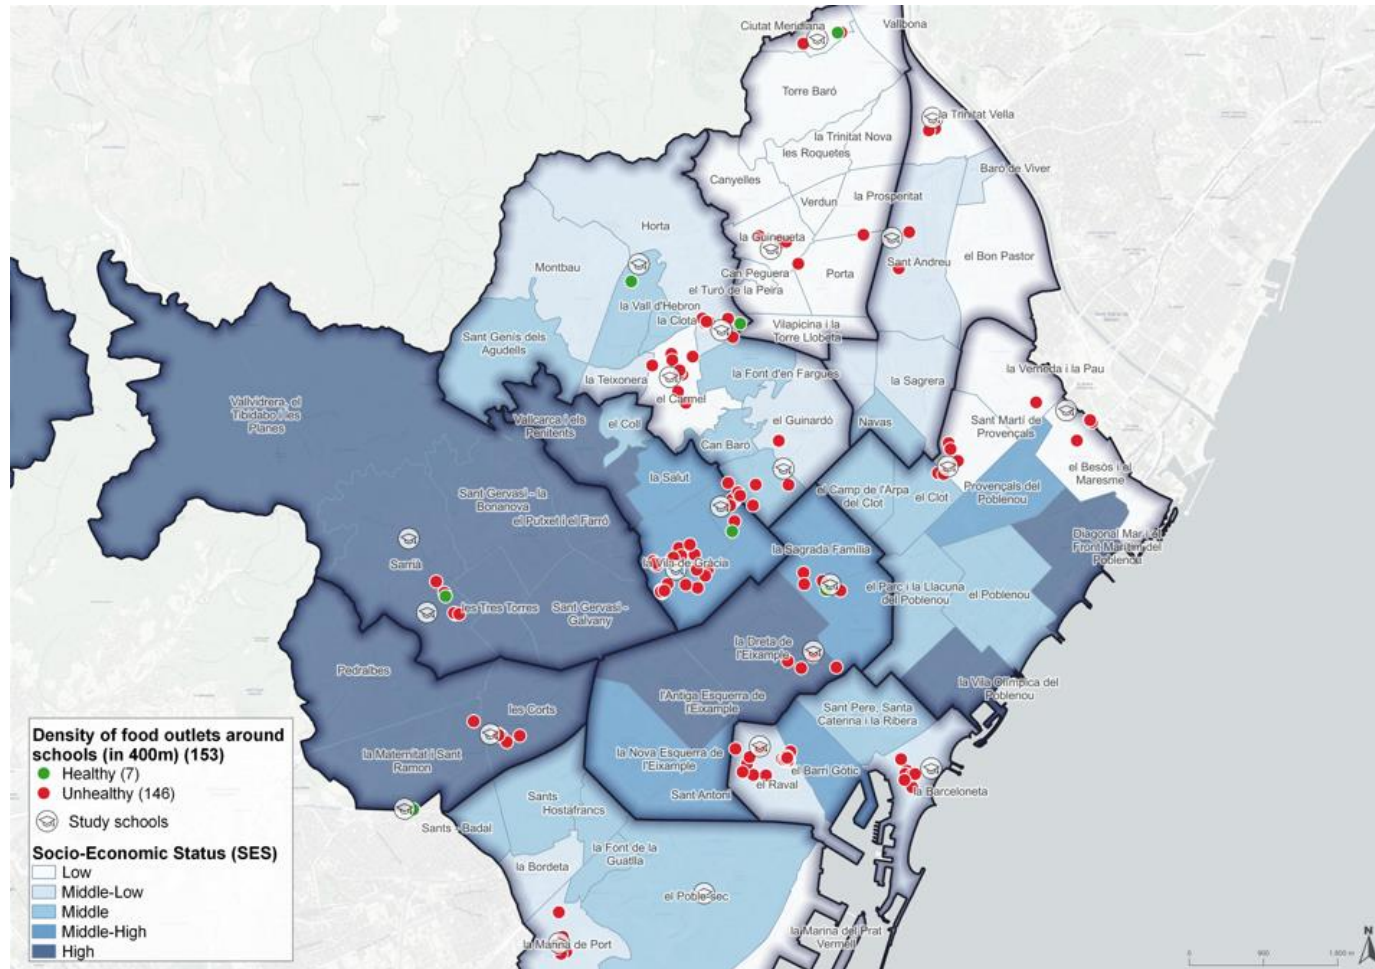 Ciutat Meridiana
Vallbona
Torre Baró
la Trinitat Vella
la Trinitat Nova
les Roquetes
Baró de Viver
Canyelles
la Prosperitat
Verdun
Horta
la Guineueta
Sant Andreu
el Bon Pastor
Montbau
Can Peguera
Porta
el Turó de la Peira
la Vall d'Hebron
la Clota
Vilapicina i la
Torre Llobeta
Sant Genís dels
Agudells
la Verneda i la Pau
la Teixonera
la Font d'en Fargues
la Sagrera
el Carmel
Vallvidrera, el
Tibidabo i les
Planes
Vallcarca i els
Penitents
el Coll
el Guinardó
Navas
Sant Martí de
Provençals
Can Baró
la Salut
el Besòs i el
Maresme
el Camp de l'Arpa
del Clot
el Clot
Provençals del
Poblenou
Sant Gervasi - la
Bonanova
el Putxet i el Farró
Diagonal Mar i el
Front Marítim del
Poblenou
la Sagrada Família
Sarrià
la Vila de Gràcia
el Parc i la Llacuna
del Poblenou
el Poblenou
les Tres Torres
Sant Gervasi -
Galvany
la Dreta de
l'Eixample
Pedralbes
l'Antiga Esquerra de
l'Eixample
la Vila Olímpica del
Poblenou
les Corts
Sant Pere, Santa
Caterina i la Ribera
la Maternitat i Sant
Ramon
la Nova Esquerra de
l'Eixample
el Barri Gòtic
el Raval
Sant Antoni
la Barceloneta
Sants
Hostafrancs
Sants - Badal
la Font de la
Guatlla
la Bordeta
el Poble-sec
la Marina de Port
la Marina del Prat
Vermell
Density of food outlets around
schools (in 400m) (153)
Healthy (7)
Unhealthy (146)
Study schools
Socio-Economic Status (SES)
Low
Middle-Low
Middle
Middle-High
High
N
0